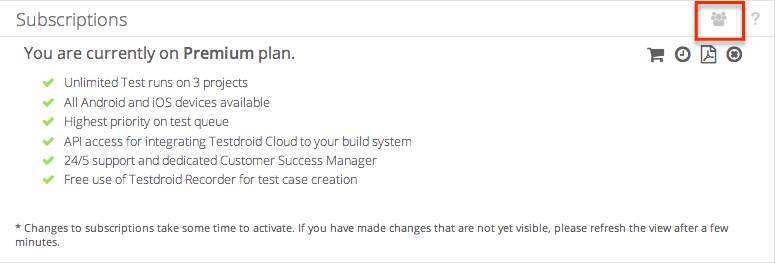 Subscriptions ?
You are currently on Premium plan.
Unlimited Test runs on 3 projects
All Android and iOS devices available
Highest priority on test queue
API access for integrating Testdroid Cloud to your build system
24/5 support and dedicated Customer Success Manager
Free use of Testdroid Recorder for test case creation
* Changes to subscriptions take some time to activate. If you have made changes that are not yet visible, please refresh the view after a few
minutes.